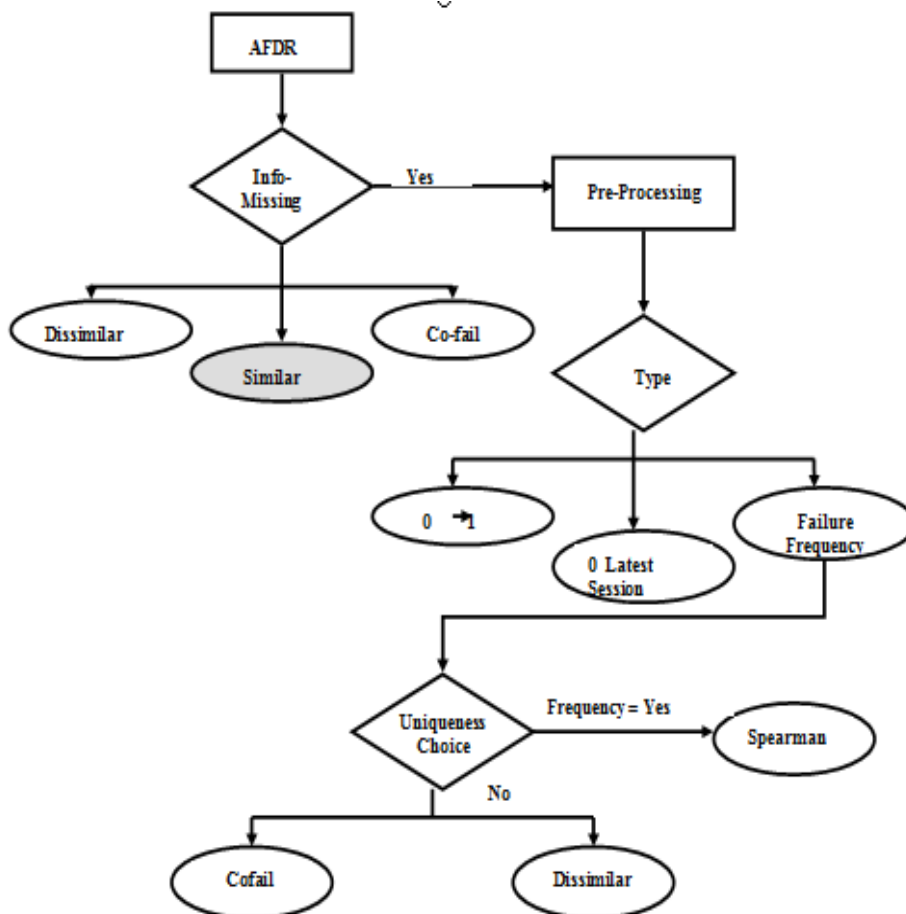 AFDR
Info-
Missing
Yes
Pre-Processing
Dissimilar
Co-fail
Similar
Type
0 → 1
Failure
Frequency
0 Latest
Session
Uniqueness
Choice
Frequency = Yes
Spearman
No
Cofail
Dissimilar